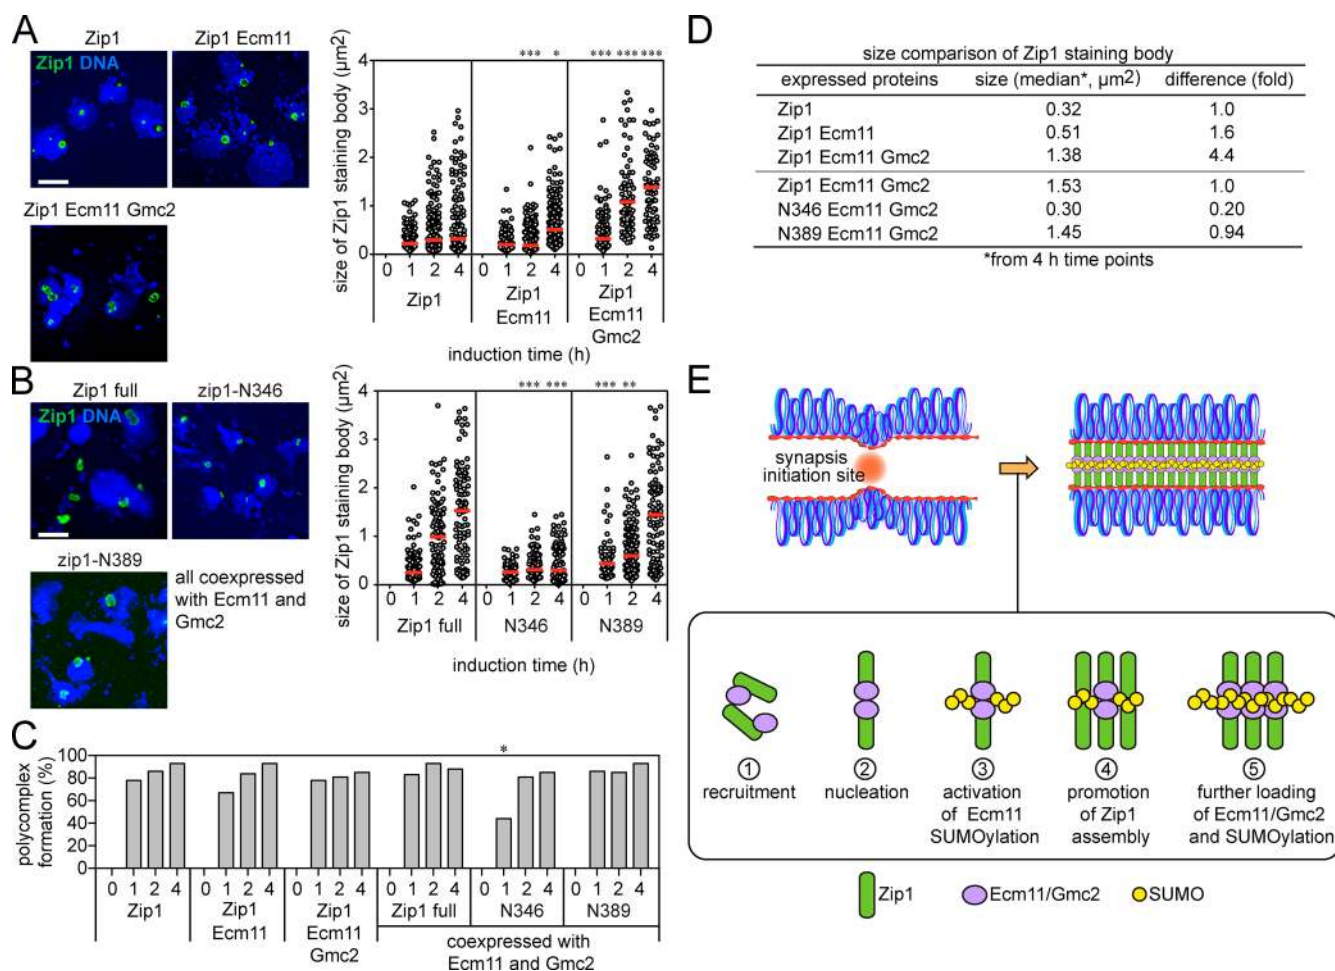 A
Zip1
Zip1 Ecm11
Zip1 DNA
Zip1 Ecm11 Gmc2
size of Zip1 staining body (µm2)
4
3
2
1
0
*** * *** *** ***
0 1 2 4 0 1 2 4 0 1 2 4
Zip1
Zip1
Ecm11
Zip1
Ecm11
Gmc2
induction time (h)
B
Zip1 full
zip1-N346
Zip1 DNA
zip1-N389
all coexpressed
with Ecm11 and
Gmc2
size of Zip1 staining body (µm2)
4
3
2
1
0
*** *** *** **
0 1 2 4 0 1 2 4 0 1 2 4
Zip1 full N346 N389
induction time (h)
C
polycomplex
formation (%)
100
80
60
40
20
0
*
0 1 2 4 0 1 2 4 0 1 2 4 0 1 2 4 0 1 2 4 0 1 2 4
Zip1
Zip1
Ecm11
Zip1
Ecm11
Gmc2
Zip1 full N346 N389
coexpressed with
Ecm11 and Gmc2
D
size comparison of Zip1 staining body
expressed proteins size (median*, µm2) difference (fold)
Zip1 0.32 1.0
Zip1 Ecm11 0.51 1.6
Zip1 Ecm11 Gmc2 1.38 4.4
Zip1 Ecm11 Gmc2 1.53 1.0
N346 Ecm11 Gmc2 0.30 0.20
N389 Ecm11 Gmc2 1.45 0.94
*from 4 h time points
E
synapsis
initiation site
①
recruitment
②
nucleation
③
activation
of Ecm11
SUMOylation
④
promotion
of Zip1
assembly
⑤
further loading
of Ecm11/Gmc2
and SUMOylation
Zip1
Ecm11/Gmc2
SUMO